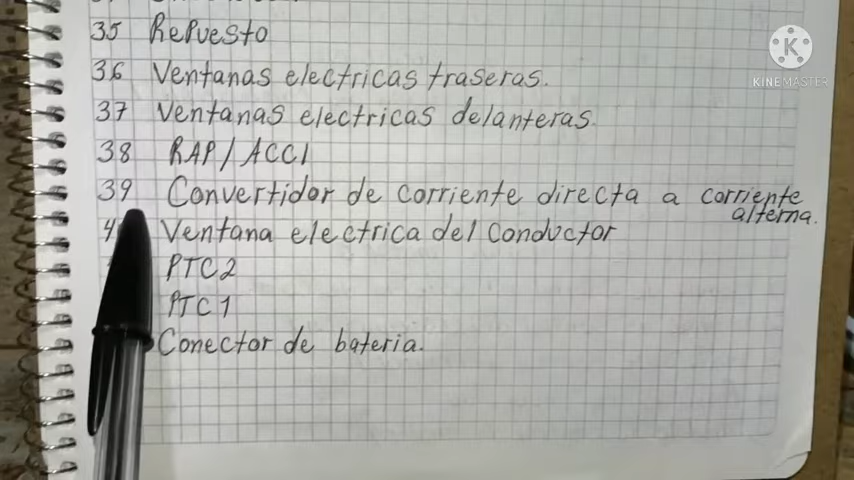 35 Repuesto
36 Ventanas electricas traseras.
37 Ventanas electricas delanteras.
38 RAP/ACCI
39 Convertidor de corriente directa a corriente
alterna.
Ventana electrica del conductor
PTC2
PTC1
Conector de bateria.
K
KINEMASTER